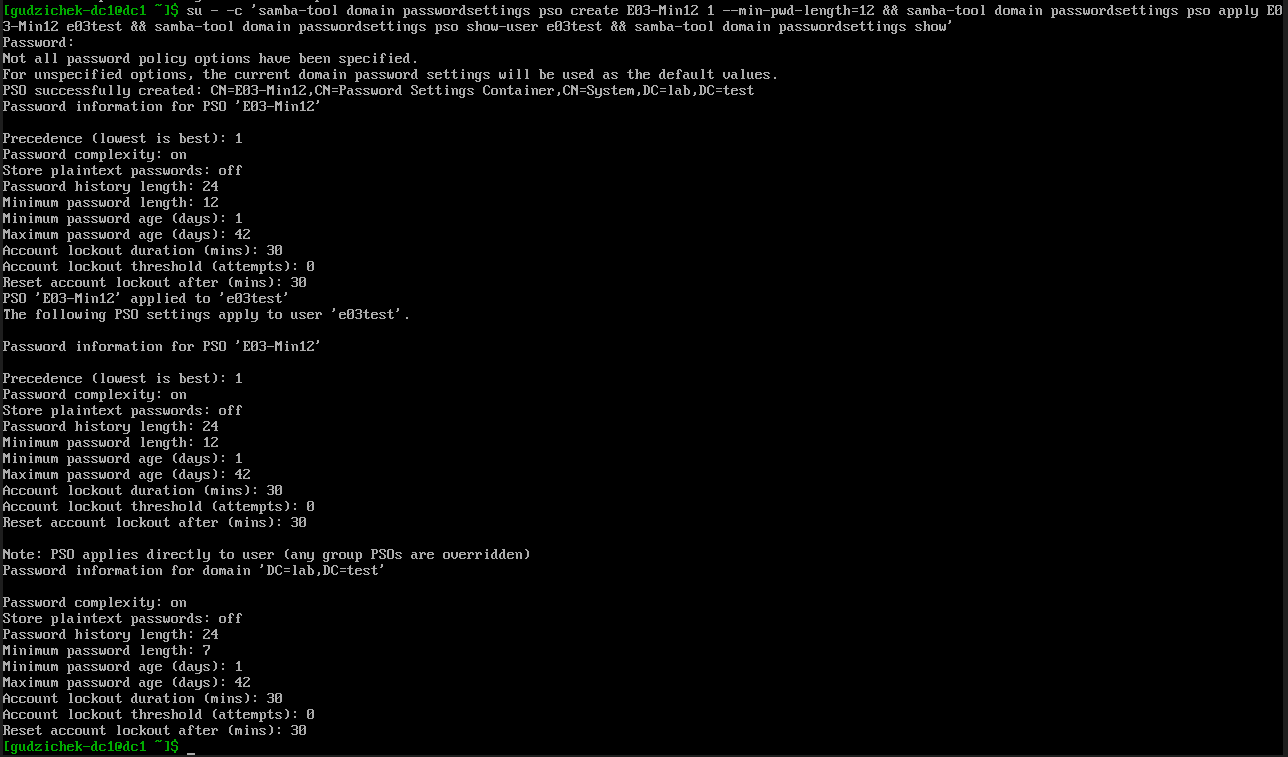 [gudzichek-dc1@dc1 ~]$ su - -c 'samba-tool domain passwordsettings pso create E03-Min12 1 --min-pwd-length=12 && samba-tool domain passwordsettings pso apply E0
3-Min12 e03test && samba-tool domain passwordsettings pso show-user e03test && samba-tool domain passwordsettings show'
Password:
Not all password policy options have been specified.
For unspecified options, the current domain password settings will be used as the default values.
PSO successfully created: CN=E03-Min12,CN=Password Settings Container,CN=System,DC=lab,DC=test
Password information for PSO 'E03-Min12'
Precedence (lowest is best): 1
Password complexity: on
Store plaintext passwords: off
Password history length: 24
Minimum password length: 12
Minimum password age (days): 1
Maximum password age (days): 42
Account lockout duration (mins): 30
Account lockout threshold (attempts): 0
Reset account lockout after (mins): 30
PSO 'E03-Min12' applied to 'e03test'
The following PSO settings apply to user 'e03test'.
Password information for PSO 'E03-Min12'
Precedence (lowest is best): 1
Password complexity: on
Store plaintext passwords: off
Password history length: 24
Minimum password length: 12
Minimum password age (days): 1
Maximum password age (days): 42
Account lockout duration (mins): 30
Account lockout threshold (attempts): 0
Reset account lockout after (mins): 30
Note: PSO applies directly to user (any group PSOs are overridden)
Password information for domain 'DC=lab,DC=test'
Password complexity: on
Store plaintext passwords: off
Password history length: 24
Minimum password length: 7
Minimum password age (days): 1
Maximum password age (days): 42
Account lockout duration (mins): 30
Account lockout threshold (attempts): 0
Reset account lockout after (mins): 30
[gudzichek-dc1@dc1 ~]$ _